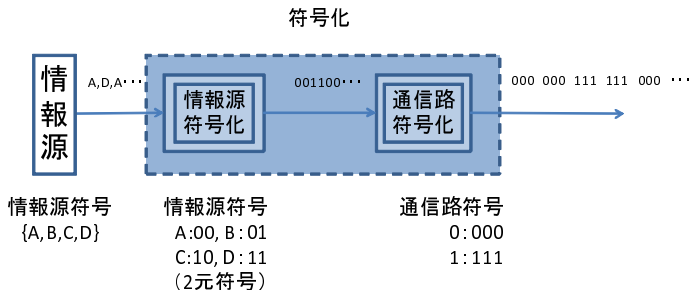 符号化
情報源
A,D,A···
情報源
符号化
001100···
通信路
符号化
000 000 111 111 000 ···
情報源符号
{A,B,C,D}
情報源符号
A:00, B:01
C:10, D:11
(2元符号)
通信路符号
0:000
1:111